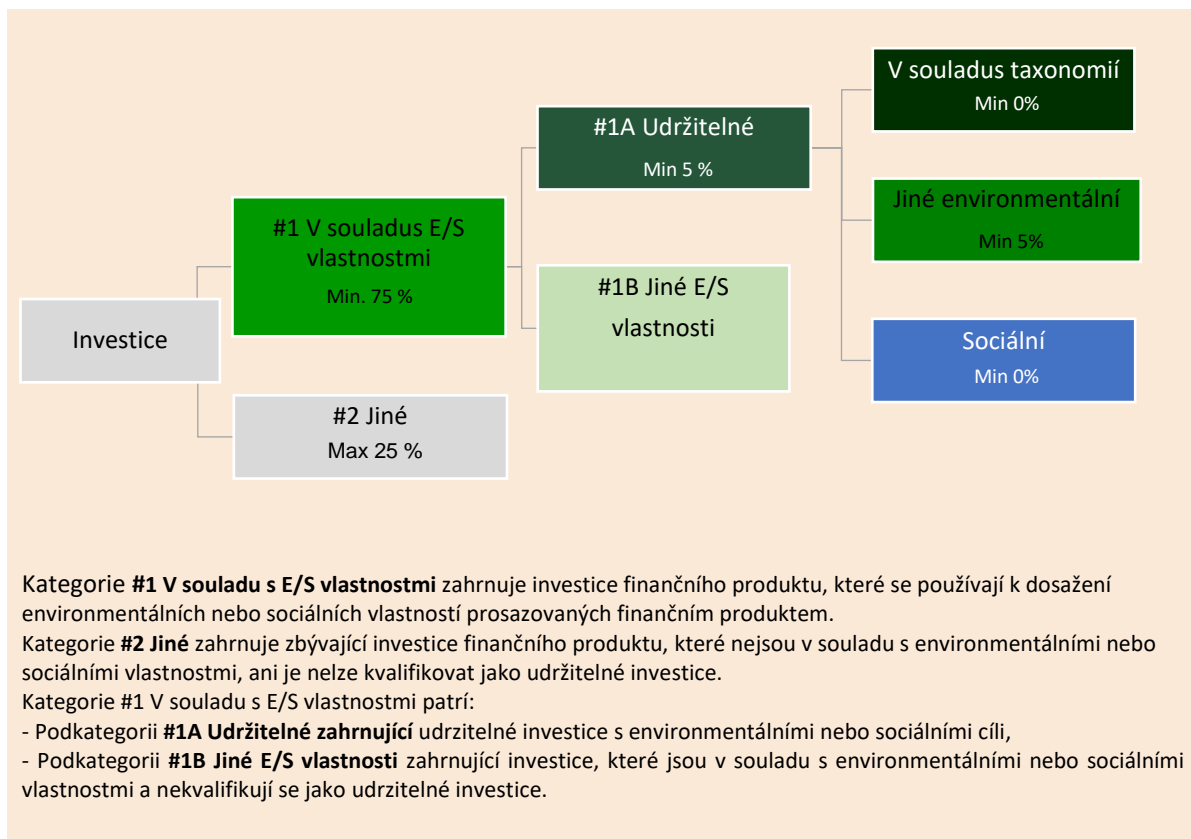 V souladus taxonomií
Min 0%
#1A Udržitelné
Min 5 %
Jiné environmentální
Min 5%
#1 V souladus E/S
vlastnostmi
Min. 75 %
#1B Jiné E/S
vlastnosti
Investice
Sociální
Min 0%
#2 Jiné
Max 25 %
Kategorie #1 V souladu s E/S vlastnostmi zahrnuje investice finančního produktu, které se používají k dosažení
environmentálních nebo sociálních vlastností prosazovaných finančním produktem.
Kategorie #2 Jiné zahrnuje zbývající investice finančního produktu, které nejsou v souladu s environmentálními nebo
sociálními vlastnostmi, ani je nelze kvalifikovat jako udržitelné investice.
Kategorie #1 V souladu s E/S vlastnostmi patrí:
- Podkategorii #1A Udržitelné zahrnující udrzitelné investice s environmentálními nebo sociálními cíli,
- Podkategorii #1B Jiné E/S vlastnosti zahrnující investice, které jsou v souladu s environmentálními nebo sociálními
vlastnostmi a nekvalifikují se jako udrzitelné investice.